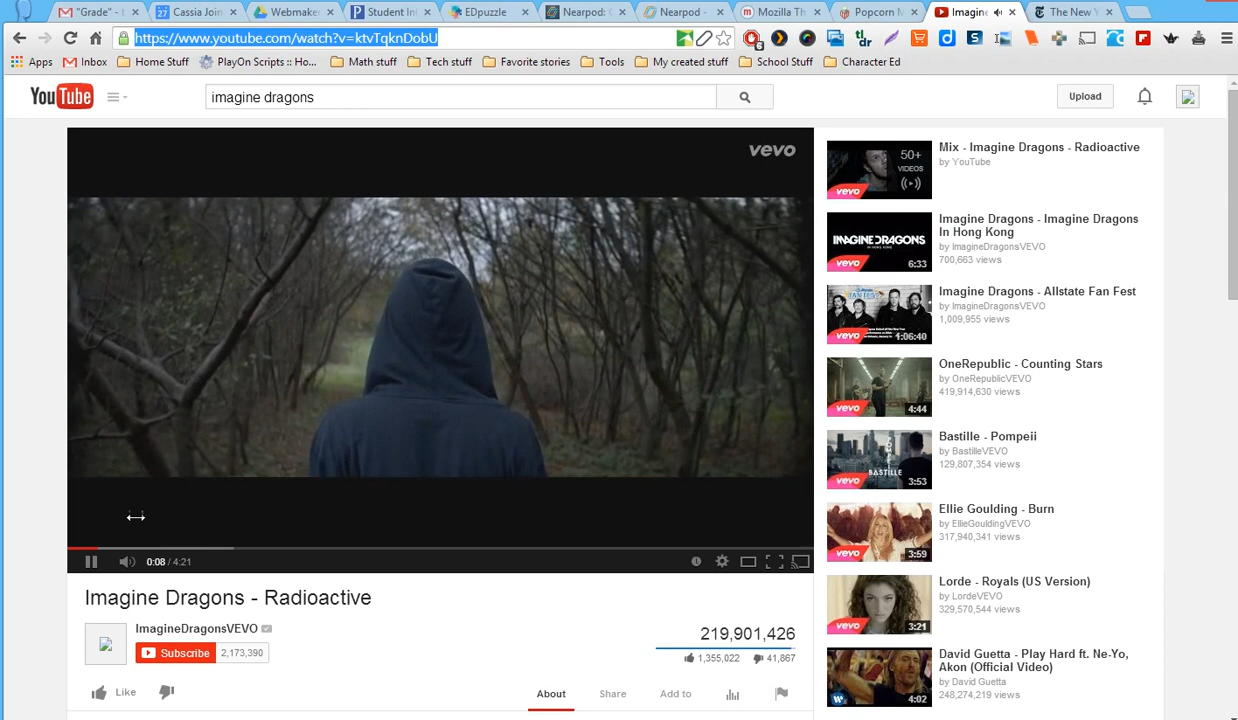 "Grade" -
Cassia Join
Webmake
Student In
EDpuzzle
Nearpod:
Nearpod -
Mozilla Th
Popcorn M
Imagin
The New Y
https://www.youtube.com/watch?v=ktvTqknDobU
tldr
6
Apps
Inbox
Home Stuff
PlayOn Scripts :: Ho...
Math stuff
Tech stuff
Favorite stories
Tools
My created stuff
School Stuff
Character Ed
YouTube
imagine dragons
Upload
vevo
0:08 / 4:21
Imagine Dragons - Radioactive
ImagineDragonsVEVO
Subscribe 2,173,390
219,901,426
1,355,022 41,867
Like
About
Share
Add to
50+
VIDEOS
vevo
Mix - Imagine Dragons - Radioactive
by YouTube
IMAGINE DRAGONS
vevo
6:33
Imagine Dragons - Imagine Dragons
In Hong Kong
by ImagineDragonsVEVO
700,663 views
vevo
1:06:40
Imagine Dragons - Allstate Fan Fest
by ImagineDragonsVEVO
1,009,955 views
vevo
4:44
OneRepublic - Counting Stars
by OneRepublicVEVO
419,914,630 views
BASTILLE
vevo
3:53
Bastille - Pompeii
by BastilleVEVO
129,807,354 views
vevo
3:59
Ellie Goulding - Burn
by EllieGouldingVEVO
317,940,341 views
vevo
3:21
Lorde - Royals (US Version)
by LordeVEVO
329,570,544 views
4:02
David Guetta - Play Hard ft. Ne-Yo,
Akon (Official Video)
by David Guetta
248,274,219 views